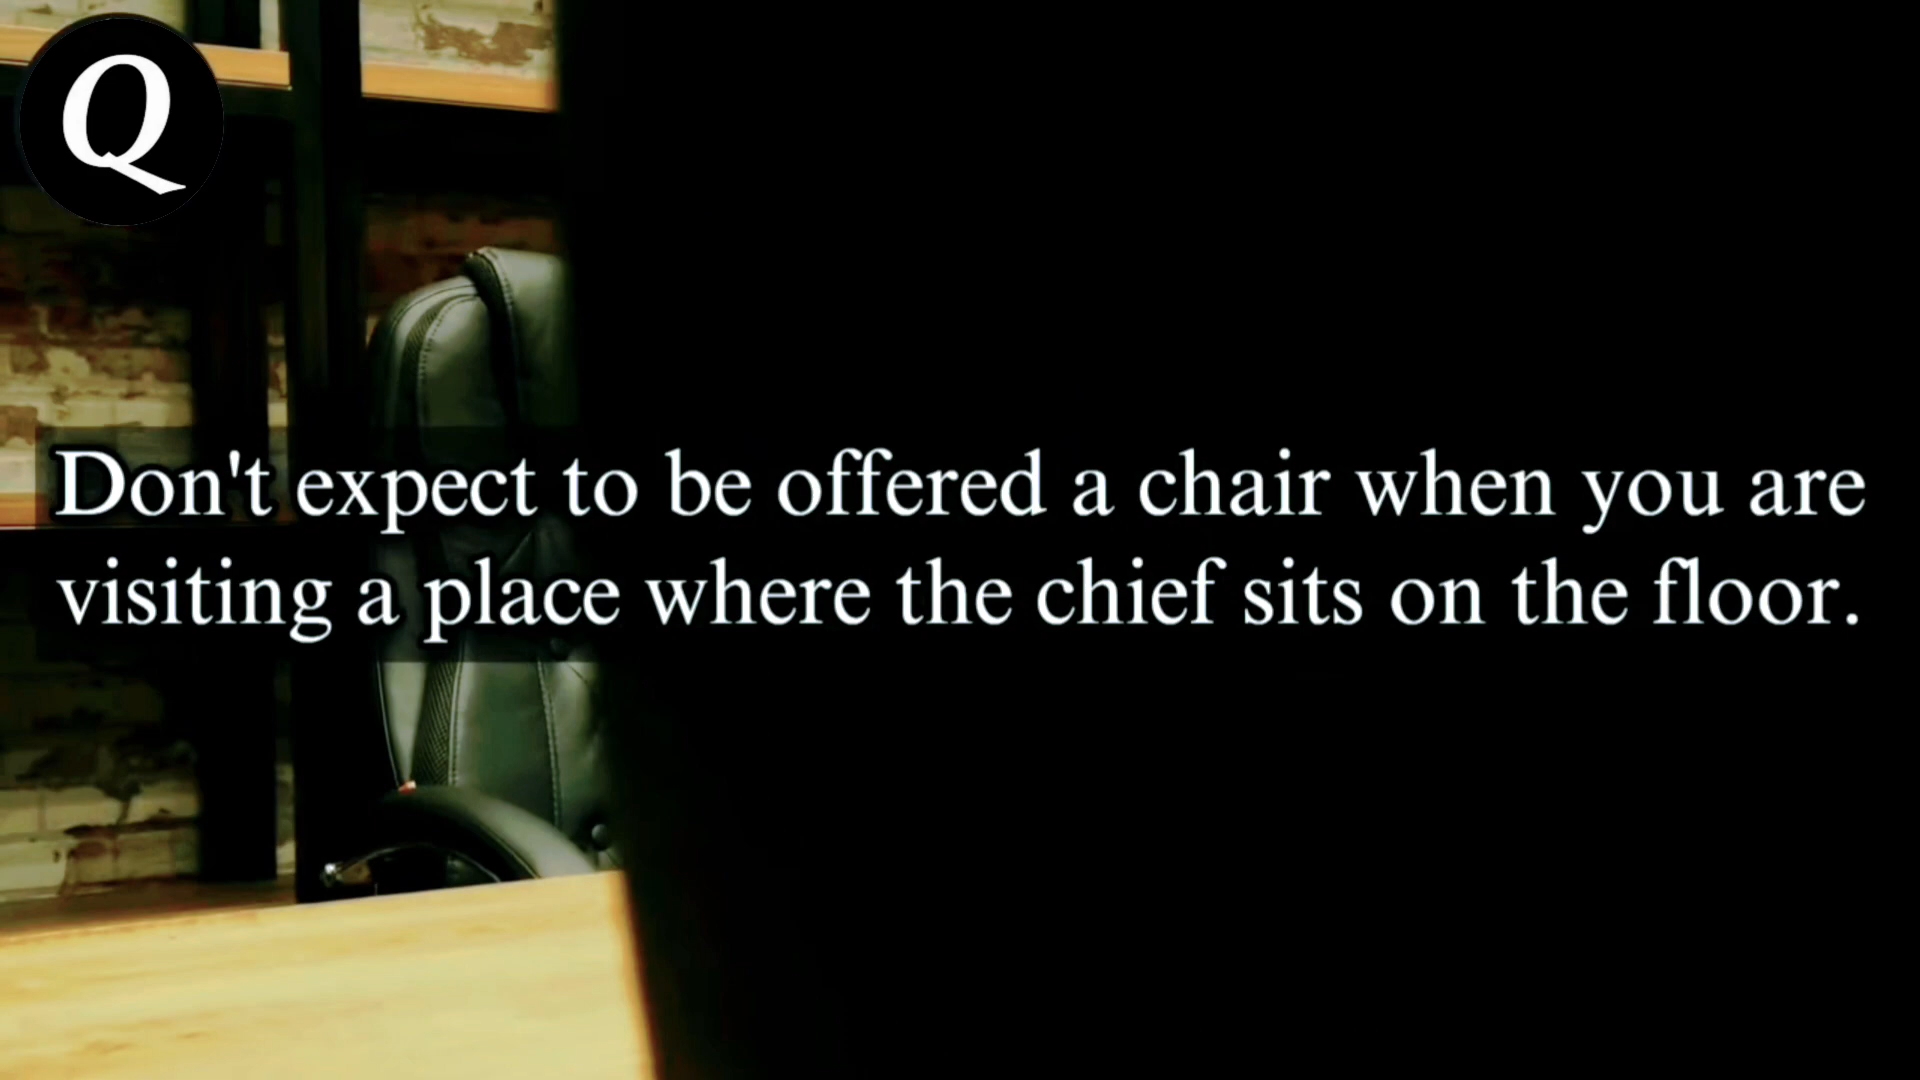 Q
Don't expect to be offered a chair when you are
visiting a place where the chief sits on the floor.